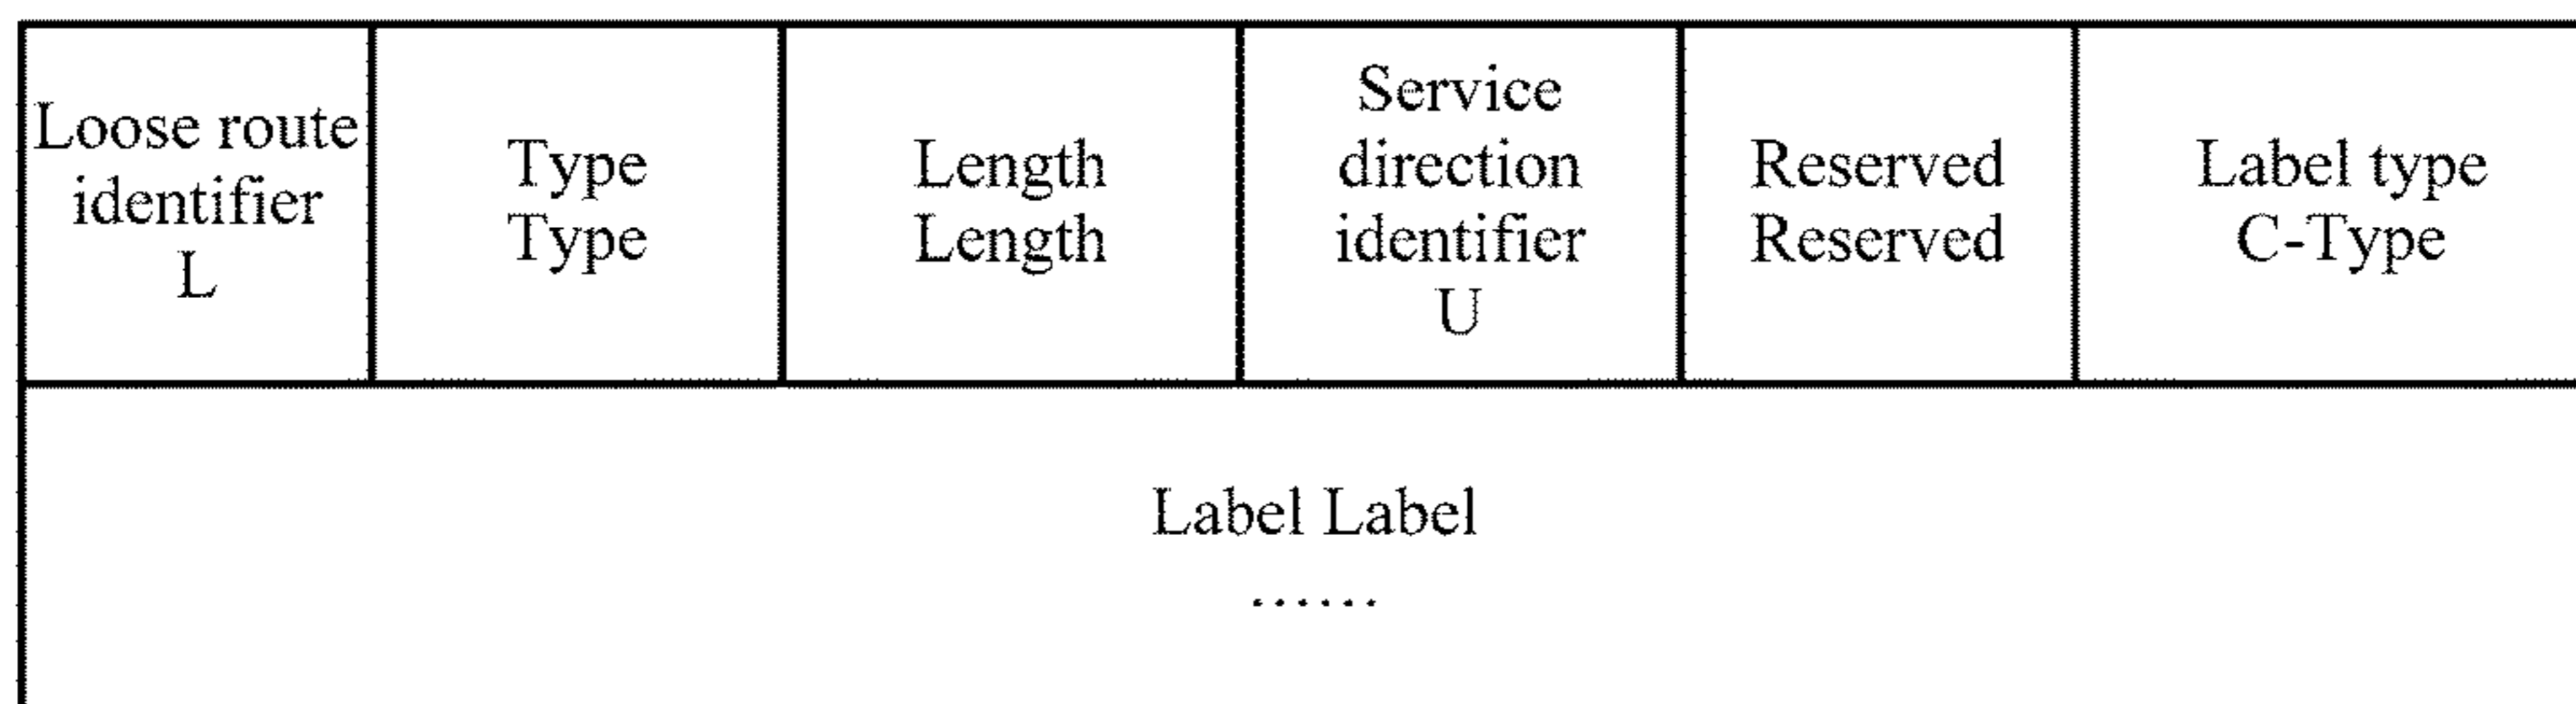 Loose route
identifier
L
Type
Type
Length
Length
Service
direction
identifier
U
Reserved
Reserved
Label type
C-Type
Label Label
......